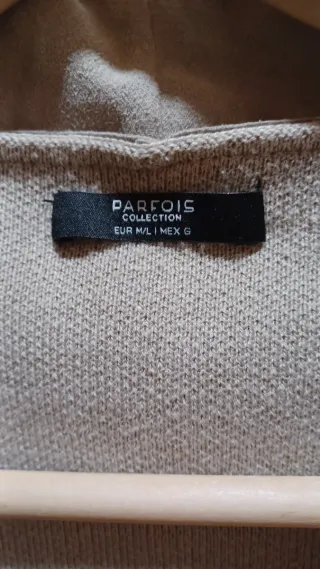 PARFOIS
COLLECTION
EUR M/L | MEX G